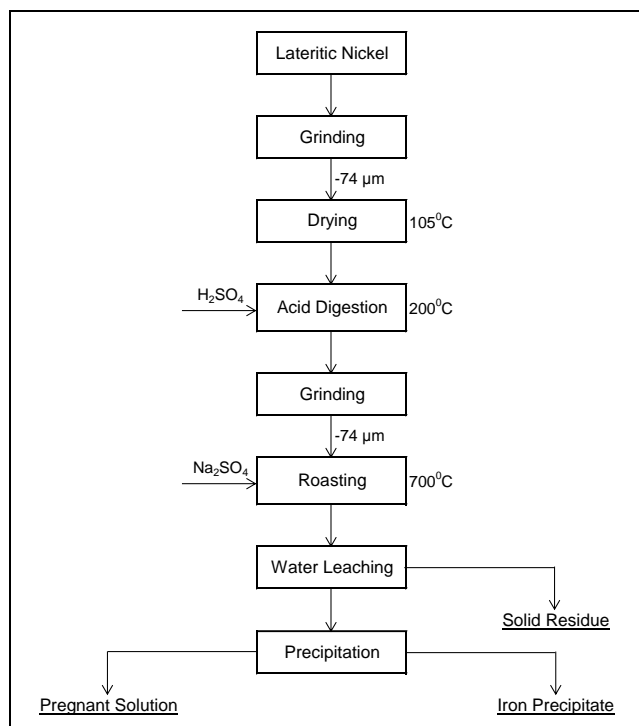 Lateritic Nickel
Grinding
-74 µm
Drying
105⁰C
H₂SO₄
Acid Digestion
200⁰C
Grinding
-74 µm
Na₂SO₄
Roasting
700⁰C
Water Leaching
Solid Residue
Precipitation
Pregnant Solution
Iron Precipitate